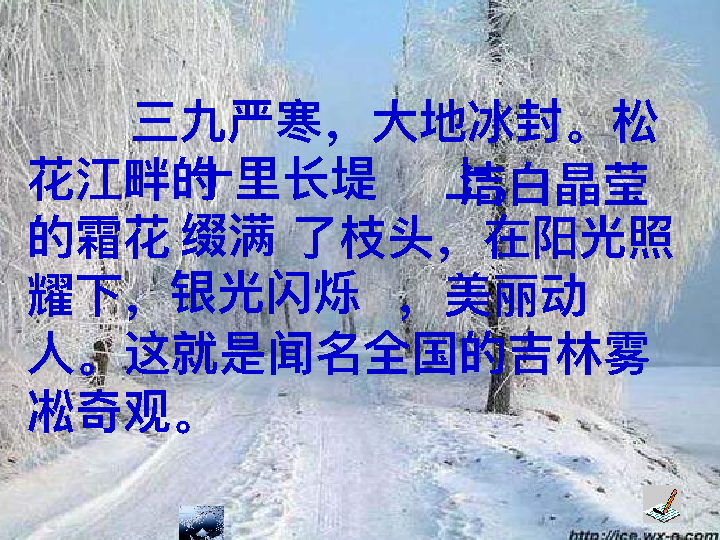 三九严寒，大地冰封。松
花江畔的十里长堤上，洁白晶莹
的霜花缀满了枝头，在阳光照
耀下，银光闪烁，美丽动
人。这就是闻名全国的吉林雾
凇奇观。